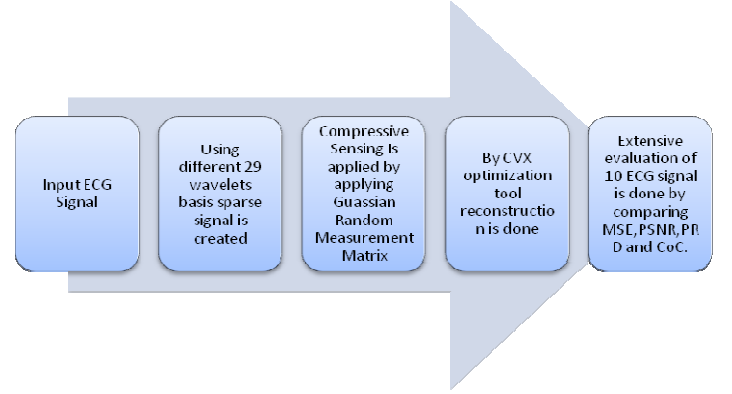 Input ECG
Signal
Using
different 29
wavelets
basis sparse
signal is
created
Compressive
Sensing Is
applied by
applying
Guassian
Random
Measurement
Matrix
By CVX
optimization
tool
reconstructio
n is done
Extensive
evaluation of
10 ECG signal
is done by
comparing
MSE,PSNR,PR
D and CoC.